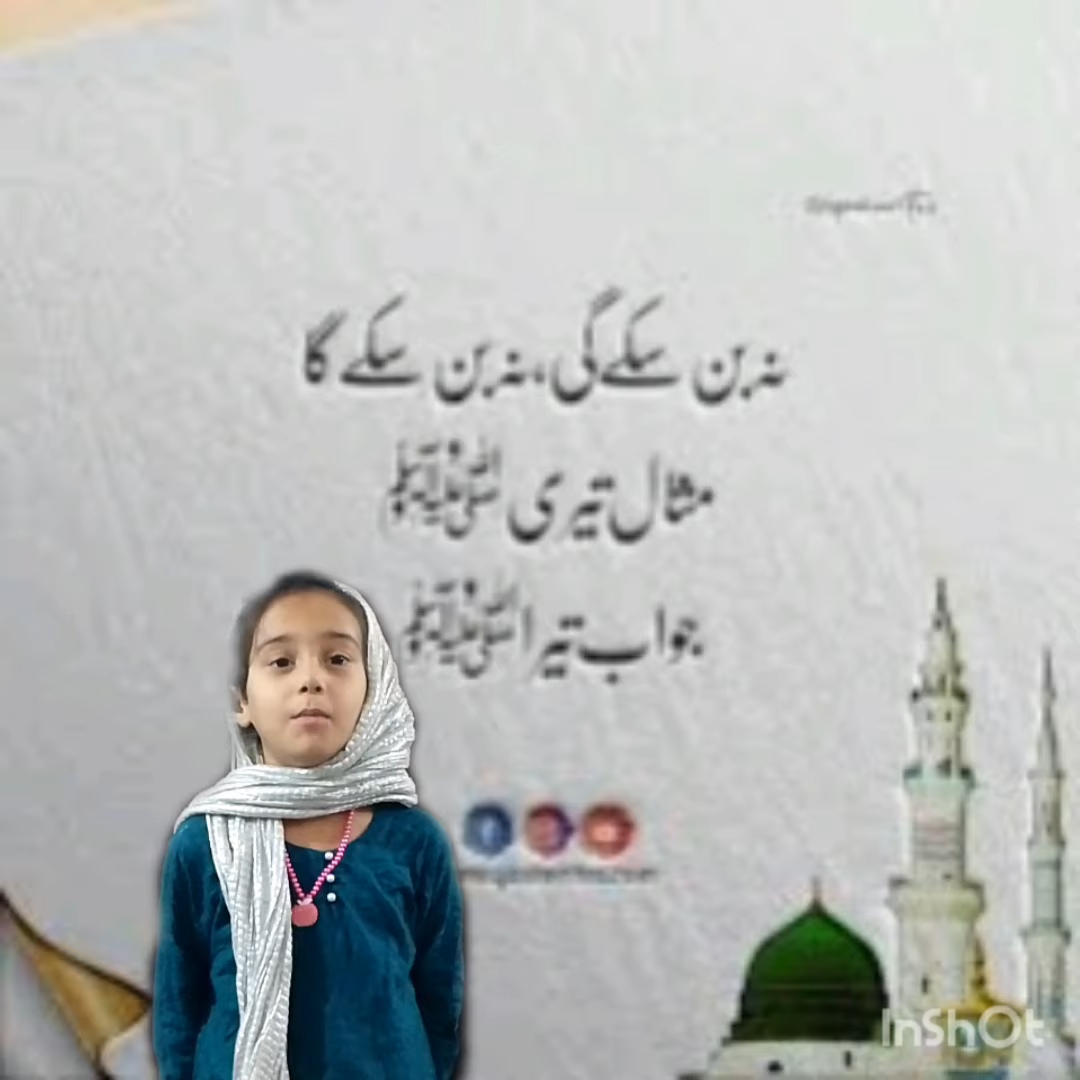 نہ بن سکے گی، نہ بن سکے گا
مثال تیری ﷺ
جواب تیرا ﷺ
InShOt